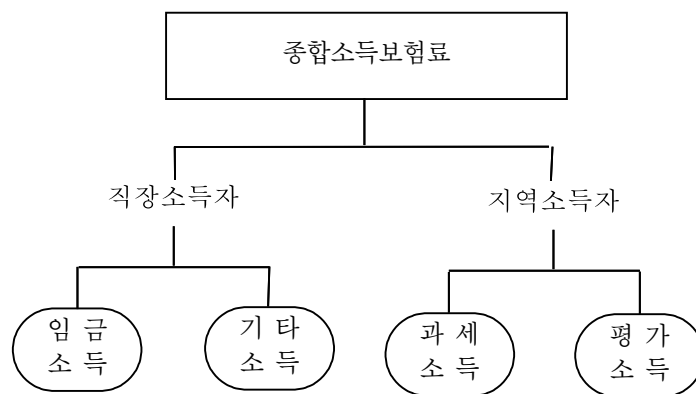 종합소득보험료
직장소득자
지역소득자
임 금
소 득
기 타
소 득
과 세
소 득
평 가
소 득